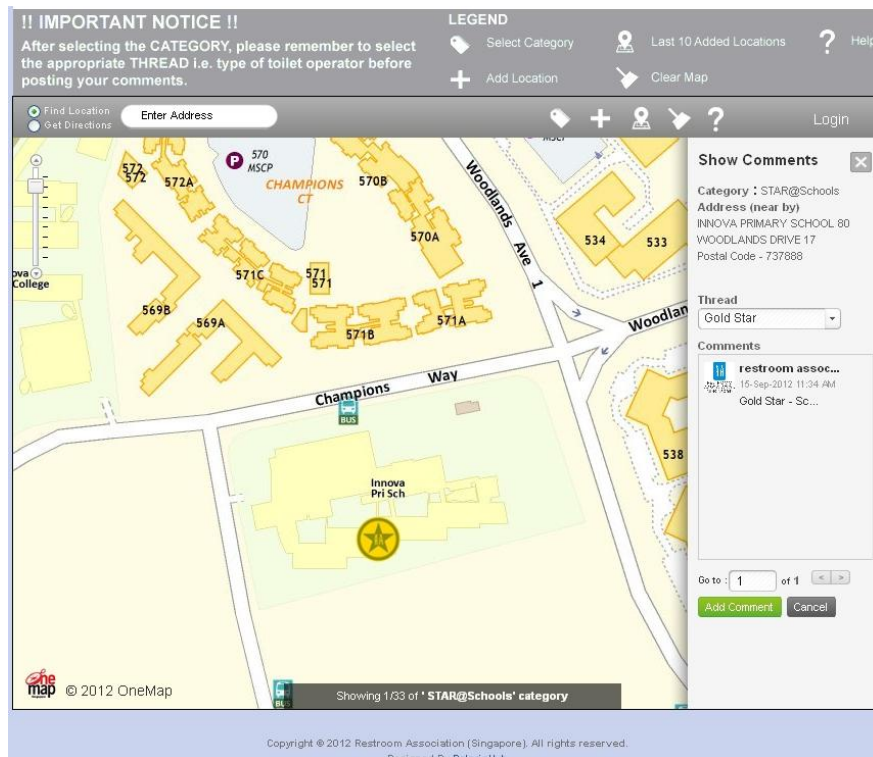 !! IMPORTANT NOTICE !!
After selecting the CATEGORY, please remember to select
the appropriate THREAD i.e. type of toilet operator before
posting your comments.
LEGEND
Select Category
Last 10 Added Locations
? Help
Add Location
Clear Map
Find Location
Get Directions
Enter Address
?
Login
572
572
572A
P
570
MSCP
CHAMPIONS
CT
570B
570A
571C
571
571
569B
569A
571B
571A
Woodlands Ave 1
534
533
538
MSCP
College
Champions Way
BUS
Innova
Pri Sch
One
map
© 2012 OneMap
Showing 1/33 of ' STAR@Schools' category
Show Comments
Category : STAR@Schools
Address (near by)
INNOVA PRIMARY SCHOOL 80
WOODLANDS DRIVE 17
Postal Code - 737888
Thread
Gold Star
Comments
restroom assoc...
15-Sep-2012 11:34 AM
Gold Star - Sc...
Go to : 1 of 1 < >
Add Comment
Cancel
Copyright © 2012 Restroom Association (Singapore). All rights reserved.